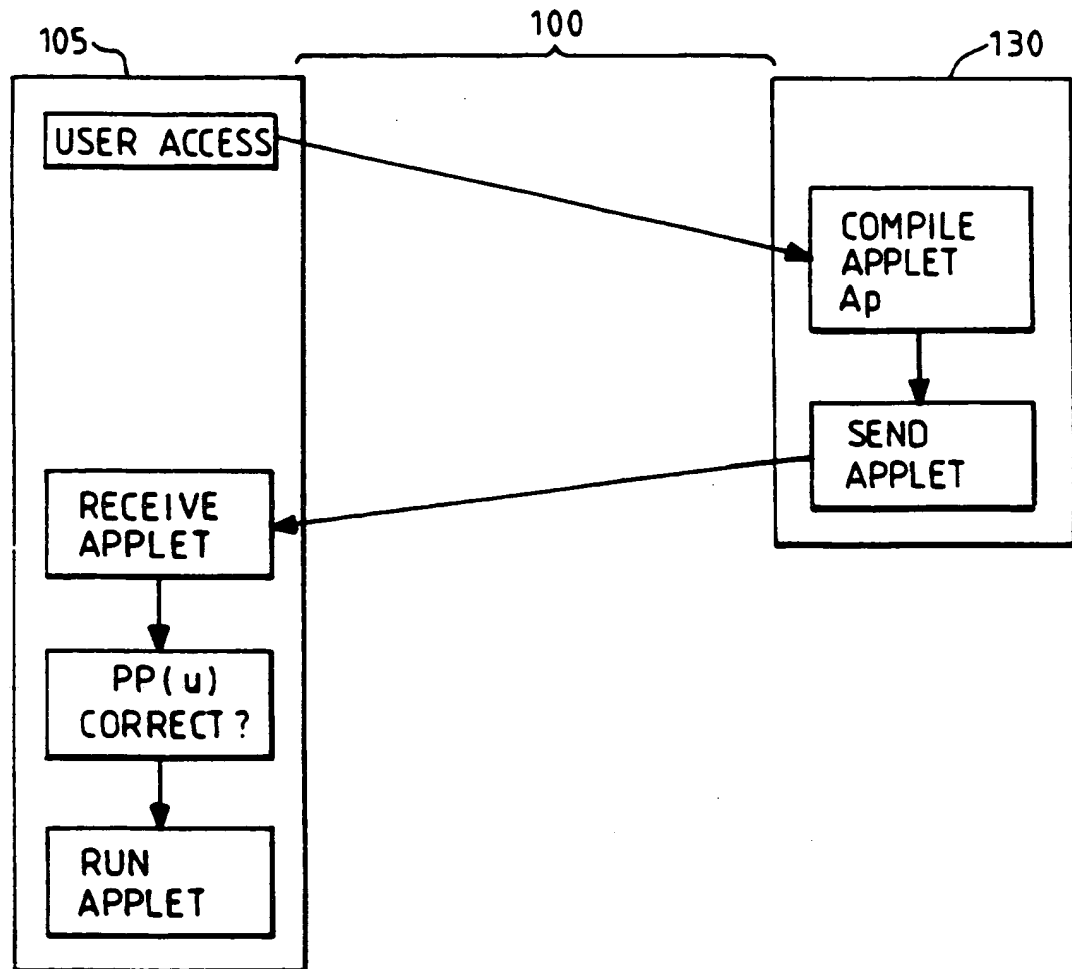 105
100
130
USER ACCESS
COMPILE
APPLET
Ap
SEND
APPLET
RECEIVE
APPLET
PP(u)
CORRECT?
RUN
APPLET